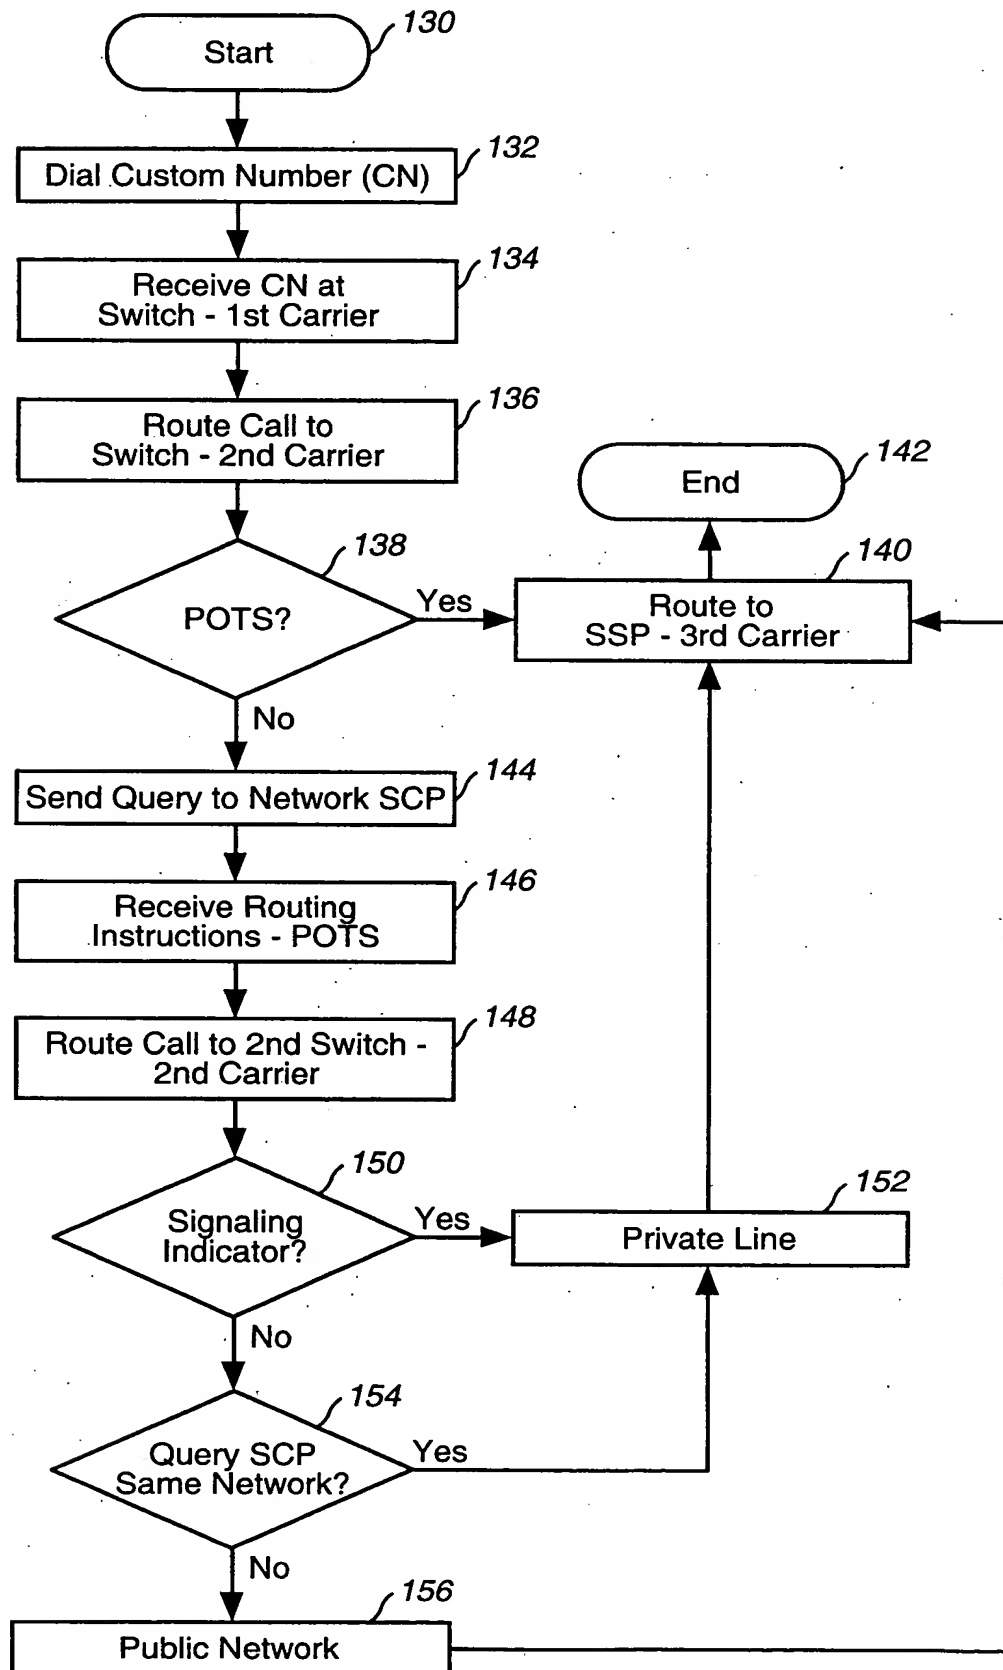 130
Start
132
Dial Custom Number (CN)
134
Receive CN at
Switch - 1st Carrier
136
Route Call to
Switch - 2nd Carrier
142
End
138
POTS?
Yes
140
Route to
SSP - 3rd Carrier
No
144
Send Query to Network SCP
146
Receive Routing
Instructions - POTS
148
Route Call to 2nd Switch -
2nd Carrier
150
Signaling
Indicator?
Yes
152
Private Line
No
154
Query SCP
Same Network?
Yes
No
156
Public Network